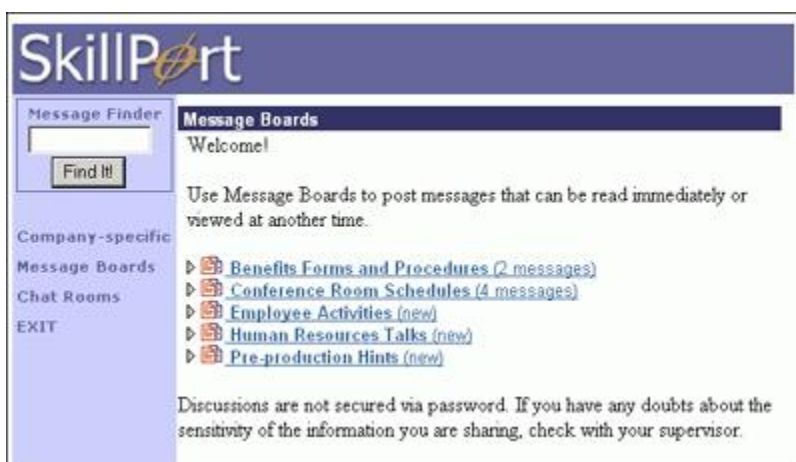 SkillPort
Message Finder
Find It!
Company-specific
Message Boards
Chat Rooms
EXIT
Message Boards
Welcome!
Use Message Boards to post messages that can be read immediately or
viewed at another time.
Benefits Forms and Procedures (2 messages)
Conference Room Schedules (4 messages)
Employee Activities (new)
Human Resources Talks (new)
Pre-production Hints (new)
Discussions are not secured via password. If you have any doubts about the
sensitivity of the information you are sharing, check with your supervisor.